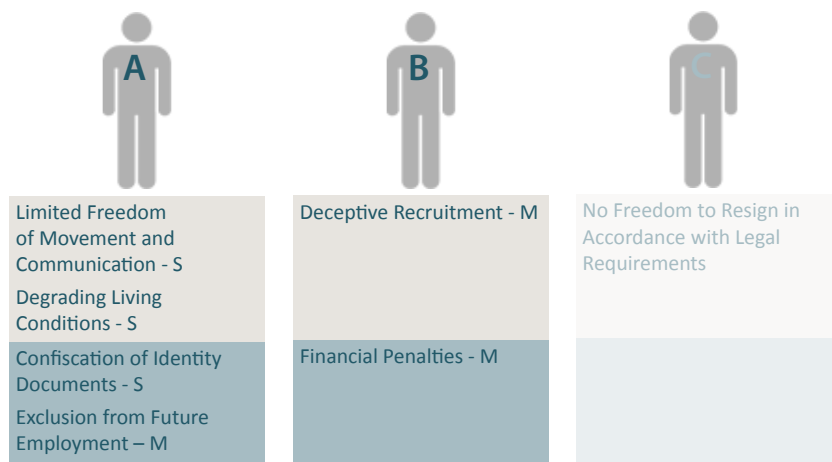 A
B
C
Limited Freedom
of Movement and
Communication - S
Degrading Living
Conditions - S
Confiscation of Identity
Documents - S
Exclusion from Future
Employment – M
Deceptive Recruitment - M
Financial Penalties - M
No Freedom to Resign in
Accordance with Legal
Requirements